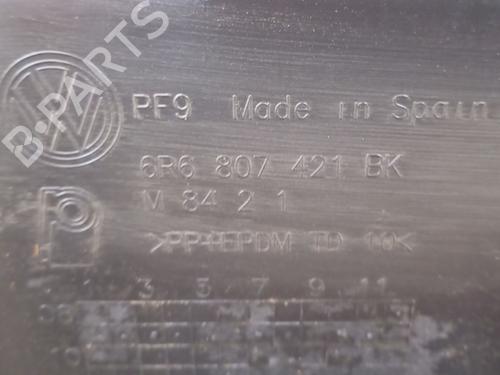 B-PARTS
PF9 Made in Spain
6R6 807 421 BK
M 84 2 1
>PP+EPDM TD 10<
1 3 5 7 9 11